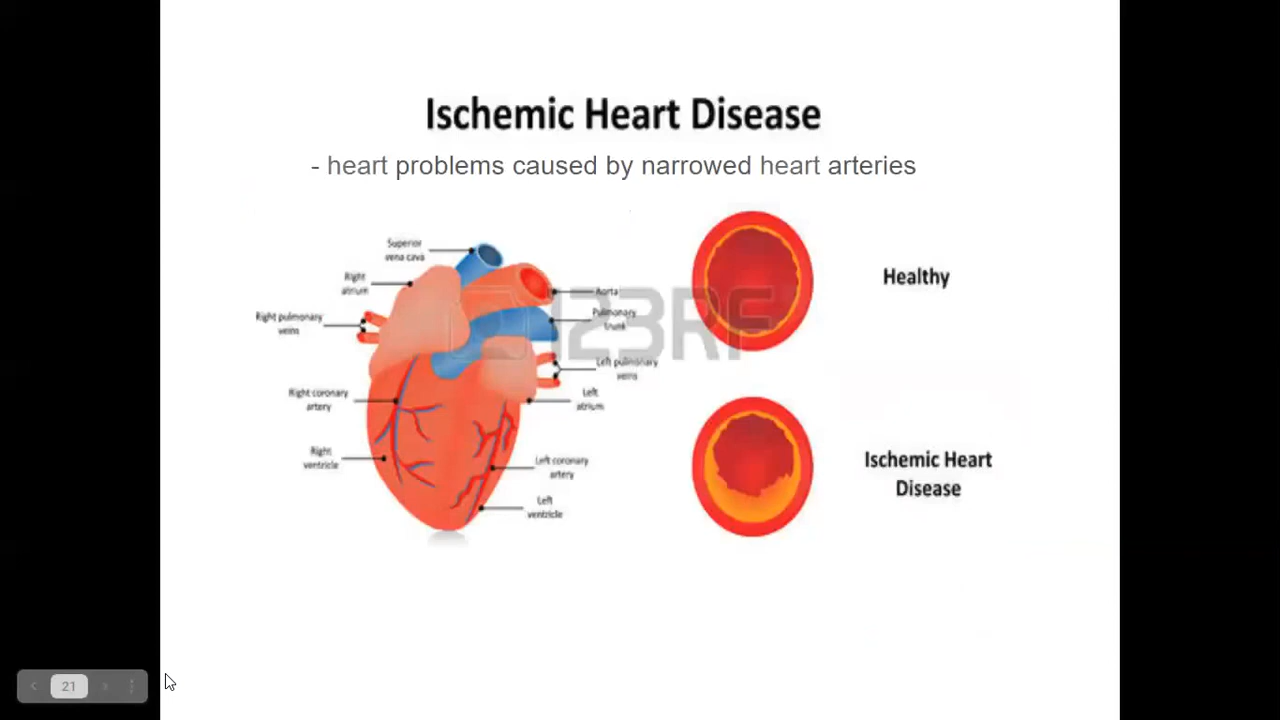 Ischemic Heart Disease
- heart problems caused by narrowed heart arteries
Superior
vena cava
Right
atrium
Right pulmonary
veins
Right coronary
artery
Right
ventricle
Aorta
Pulmonary
trunk
Left pulmonary
veins
Left
atrium
Left coronary
artery
Left
ventricle
123RF
Healthy
Ischemic Heart
Disease
21